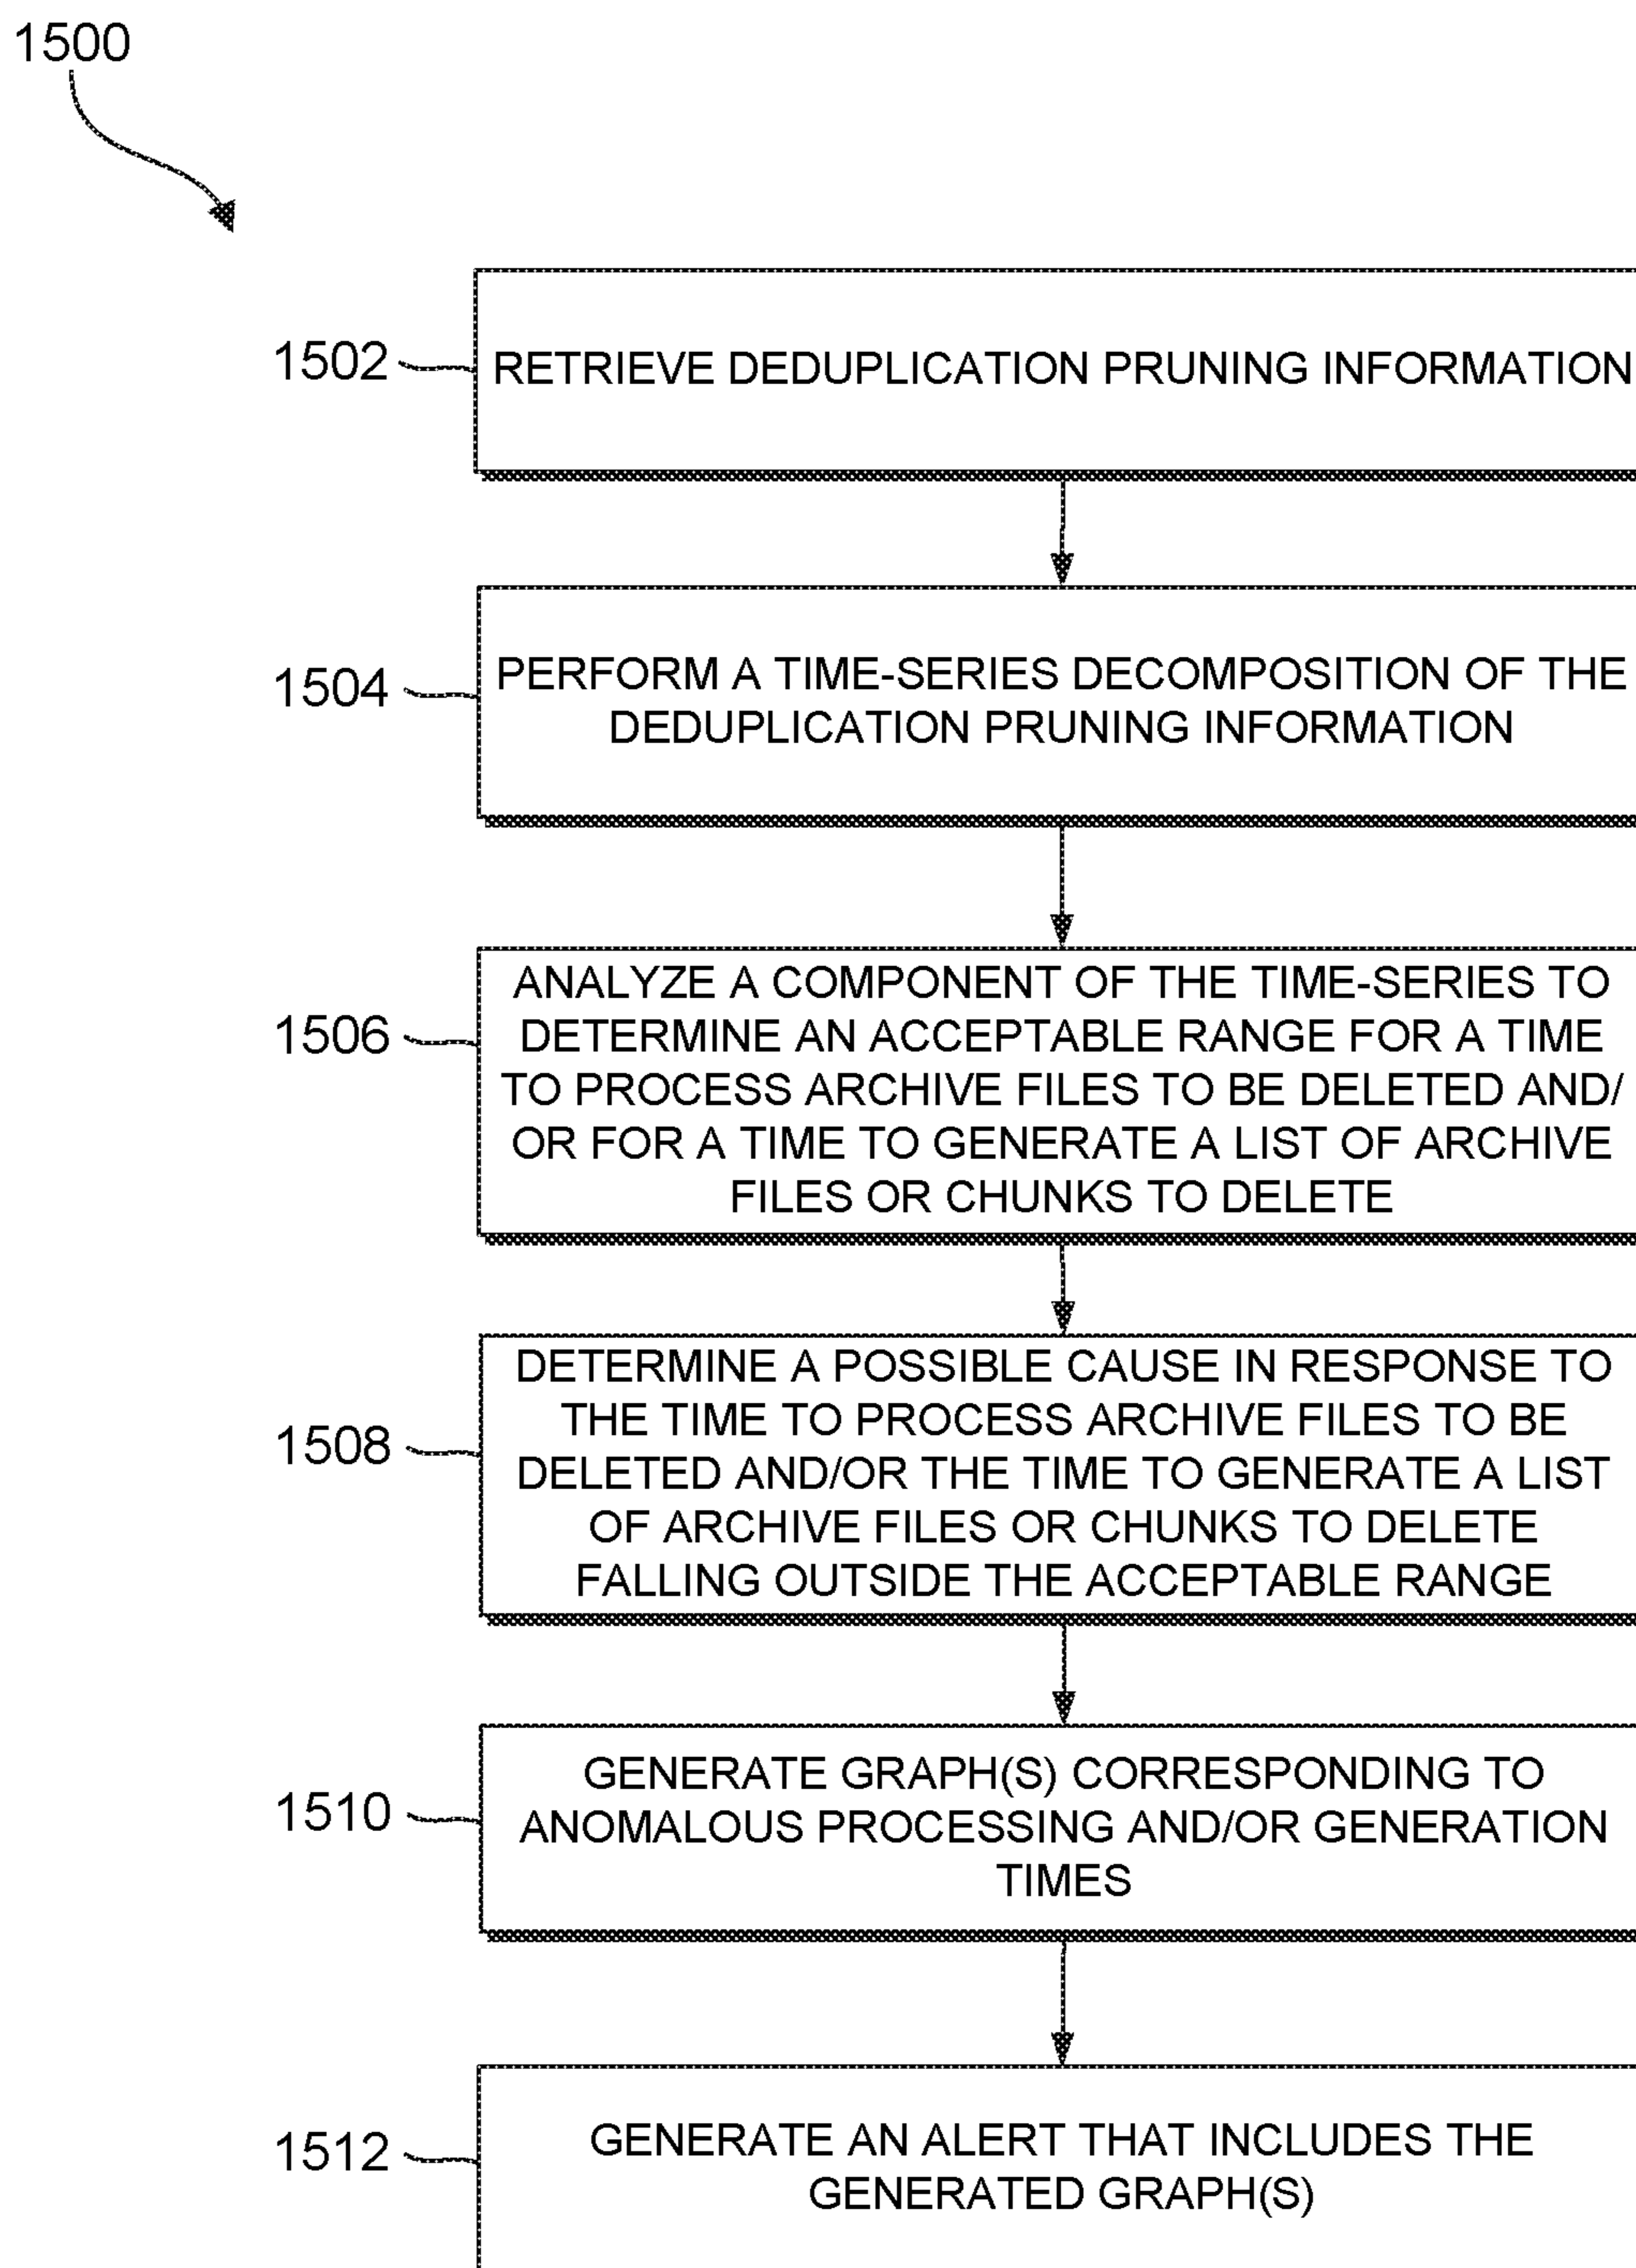 1500
1502
RETRIEVE DEDUPLICATION PRUNING INFORMATION
1504
PERFORM A TIME-SERIES DECOMPOSITION OF THE
DEDUPLICATION PRUNING INFORMATION
1506
ANALYZE A COMPONENT OF THE TIME-SERIES TO
DETERMINE AN ACCEPTABLE RANGE FOR A TIME
TO PROCESS ARCHIVE FILES TO BE DELETED AND/
OR FOR A TIME TO GENERATE A LIST OF ARCHIVE
FILES OR CHUNKS TO DELETE
1508
DETERMINE A POSSIBLE CAUSE IN RESPONSE TO
THE TIME TO PROCESS ARCHIVE FILES TO BE
DELETED AND/OR THE TIME TO GENERATE A LIST
OF ARCHIVE FILES OR CHUNKS TO DELETE
FALLING OUTSIDE THE ACCEPTABLE RANGE
1510
GENERATE GRAPH(S) CORRESPONDING TO
ANOMALOUS PROCESSING AND/OR GENERATION
TIMES
1512
GENERATE AN ALERT THAT INCLUDES THE
GENERATED GRAPH(S)